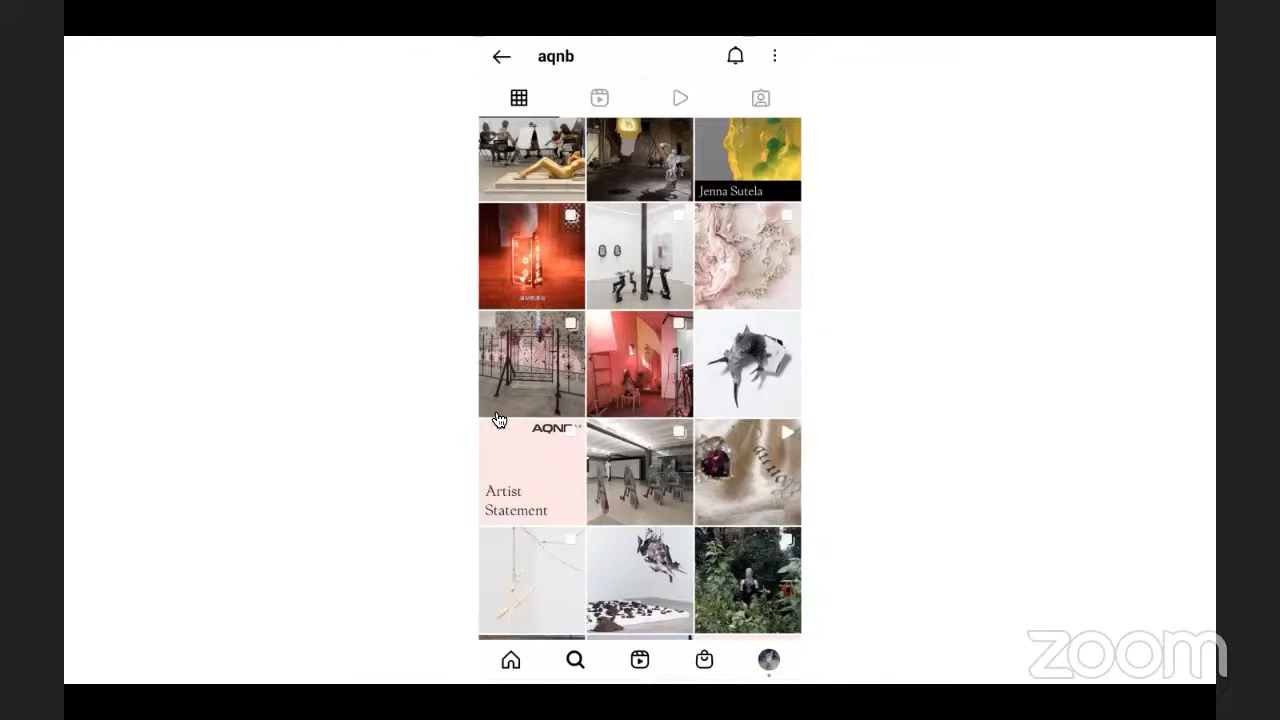 aqnb
Jenna Sutela
AQNB
Artist
Statement
zoom